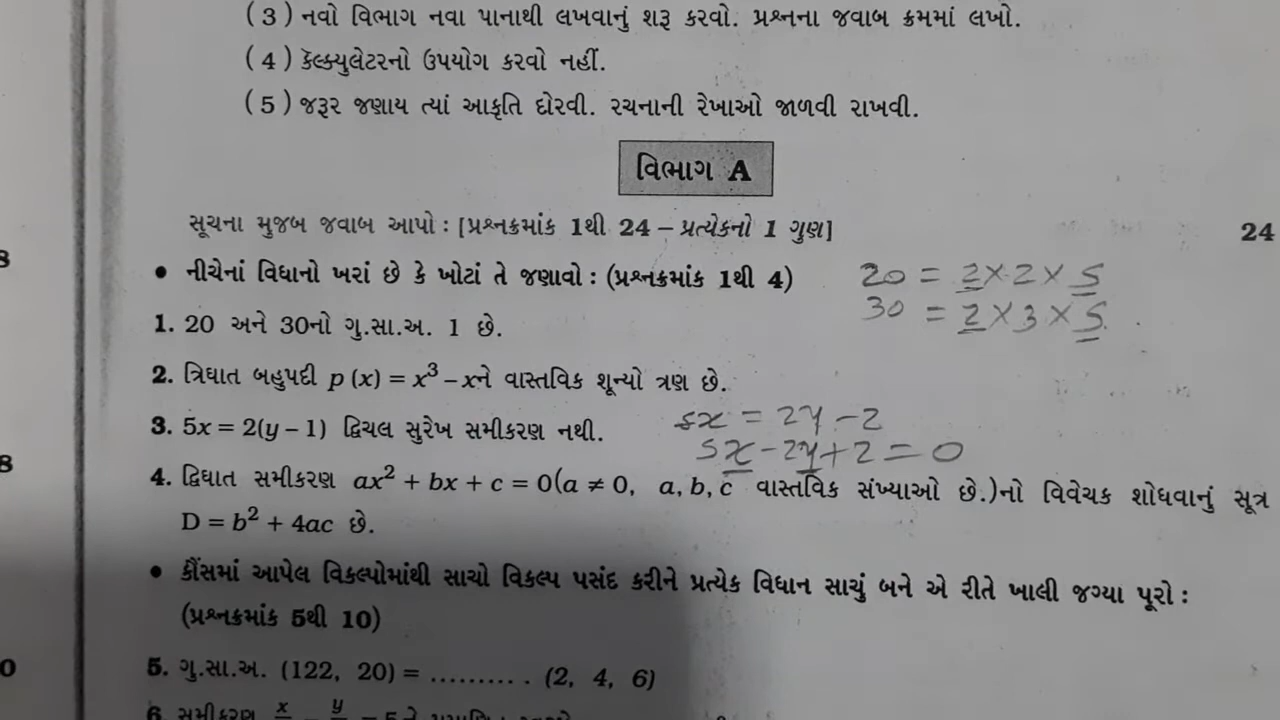 (3) નવો વિભાગ નવા પાનાથી લખવાનું શરૂ કરવો. પ્રશ્નના જવાબ ક્રમમાં લખો.
(4) કૅલ્ક્યુલેટરનો ઉપયોગ કરવો નહીં.
(5) જરૂર જણાય ત્યાં આકૃતિ દોરવી. રચનાની રેખાઓ જાળવી રાખવી.
વિભાગ A
સૂચના મુજબ જવાબ આપો : [પ્રશ્નક્રમાંક 1થી 24 – પ્રત્યેકનો 1 ગુણ] 24
• નીચેનાં વિધાનો ખરાં છે કે ખોટાં તે જણાવો : (પ્રશ્નક્રમાંક 1થી 4)
20 = 2×2×5
30 = 2×3×5
1. 20 અને 30નો ગુ.સા.અ. 1 છે.
2. ત્રિઘાત બહુપદી p (x) = x³ – xને વાસ્તવિક શૂન્યો ત્રણ છે.
3. 5x = 2(y – 1) દ્વિચલ સુરેખ સમીકરણ નથી.
5x = 2y – 2
5x – 2y + 2 = 0
4. દ્વિઘાત સમીકરણ ax² + bx + c = 0(a ≠ 0, a, b, c વાસ્તવિક સંખ્યાઓ છે.)નો વિવેચક શોધવાનું સૂત્ર
D = b² + 4ac છે.
• કૌંસમાં આપેલ વિકલ્પોમાંથી સાચો વિકલ્પ પસંદ કરીને પ્રત્યેક વિધાન સાચું બને એ રીતે ખાલી જગ્યા પૂરો :
(પ્રશ્નક્રમાંક 5થી 10)
5. ગુ.સા.અ. (122, 20) = .......... (2, 4, 6)
6. સમીકરણ x y